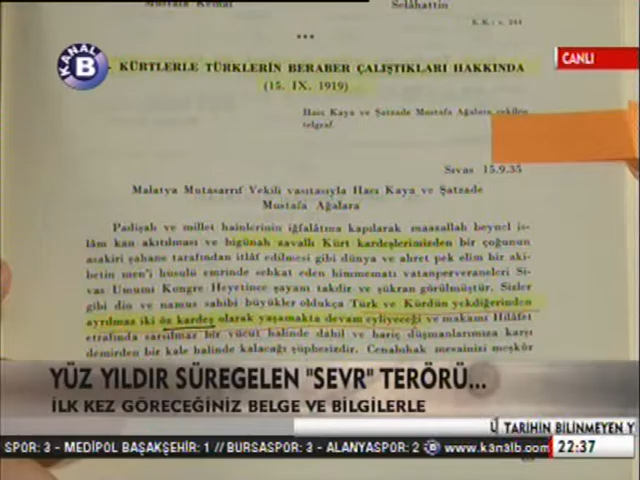 Mustafa Kemal
Selâhattin
K. K.: s. 244
***
KANAL B
CANLI
KÜRTLERLE TÜRKLERİN BERABER ÇALIŞTIKLARI HAKKINDA
(15. IX. 1919)
Hacı Kaya ve Şatzade Mustafa Ağalara çekilen
telgraf.
Sıvas 15.9.35
Malatya Mutasarrıf Vekili vasıtasıyla Hacı Kaya ve Şatzade
Mustafa Ağalara
Padişah ve millet hainlerinin iğfalâtına kapılarak maazallah beynel is-
lâm kan akıtılması ve bigünah zavallı Kürt kardeşlerimizden bir çoğunun
asakiri şahane tarafından itlâf edilmesi gibi dünya ve ahret pek elim bir aki-
betin men'i husulü emrinde sebkat eden himmematı vatanperveraneleri Si-
vas Umumî Kongre Heyetince şayanı takdir ve şükran görülmüştür. Sizler
gibi din ve namus sahibi büyükler oldukça Türk ve Kürdün yekdiğerinden
ayrılmaz iki öz kardeş olarak yaşamakta devam eyliyeceği ve makamı Hilâfet
etrafında sarsılmaz bir vücut halinde dahil ve hariç düşmanlarımıza karşı
demirden bir kale halinde kalacağı şüphesizdir. Cenabıhak mesainizi meşkûr
YÜZ YILDIR SÜREGELEN "SEVR" TERÖRÜ...
İLK KEZ GÖRECEĞİNİZ BELGE VE BİLGİLERLE
TARİHİN BİLİNMEYEN Y
SPOR: 3 - MEDIPOL BAŞAKŞEHİR: 1 // BURSASPOR: 3 - ALANYASPOR: 2 B www.kanalb.com
22:37